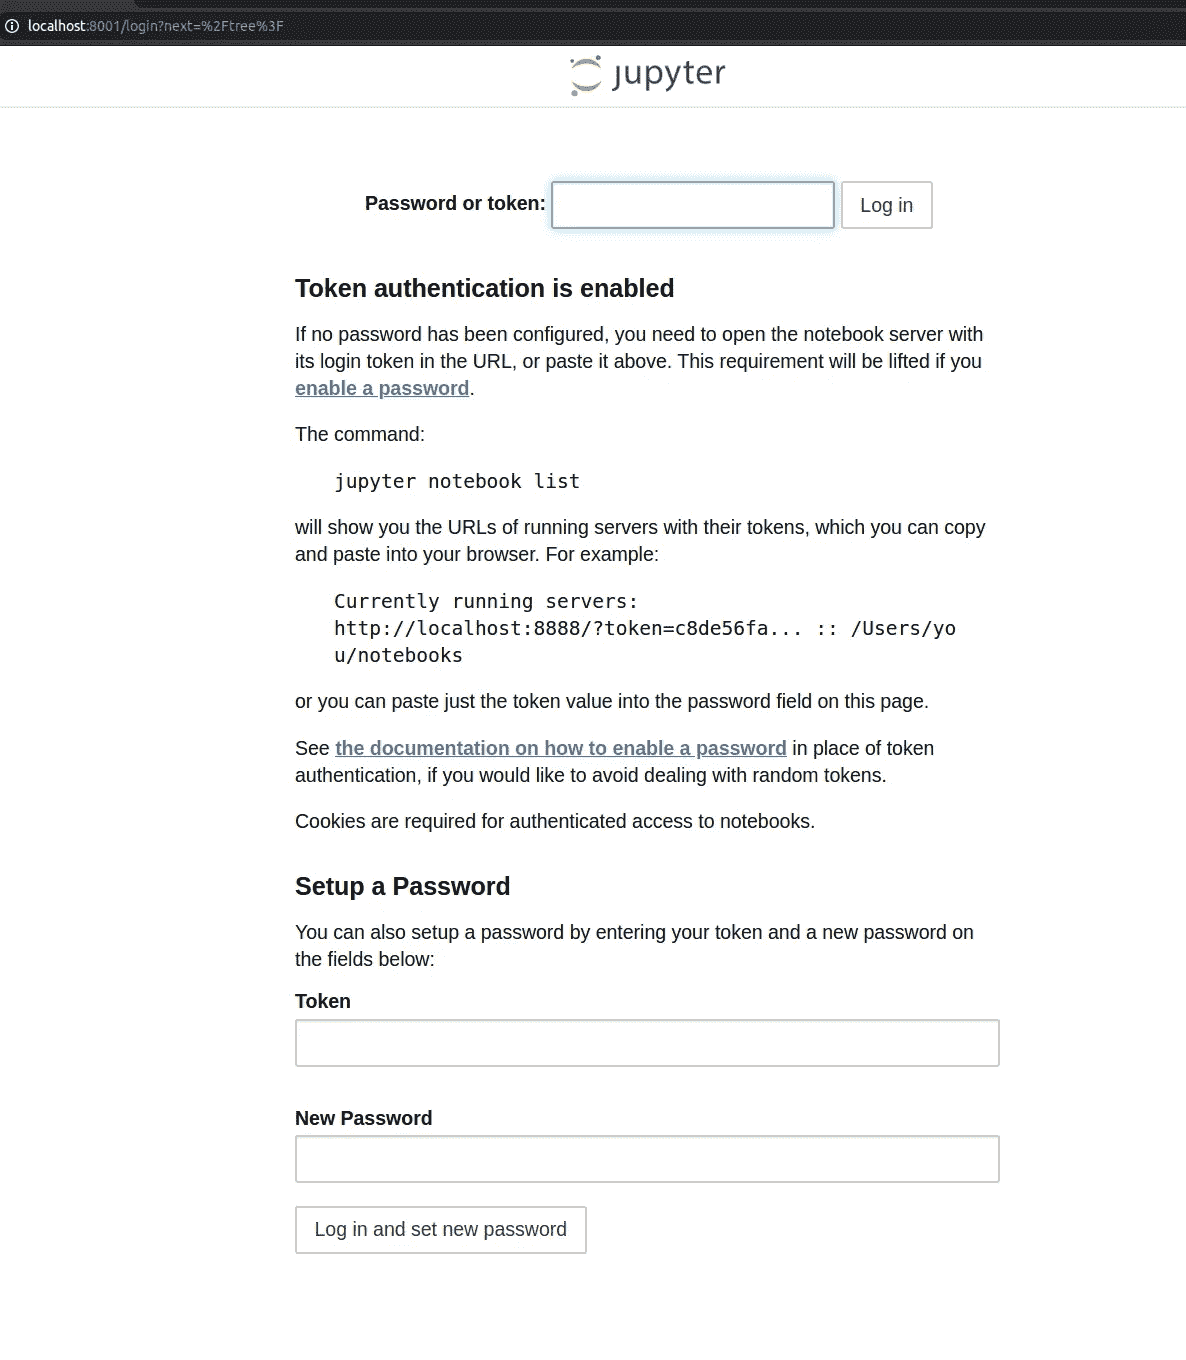 localhost:8001/login?next=%2Ftree%3F
jupyter
Password or token:
Log in
Token authentication is enabled
If no password has been configured, you need to open the notebook server with
its login token in the URL, or paste it above. This requirement will be lifted if you
enable a password.
The command:
jupyter notebook list
will show you the URLs of running servers with their tokens, which you can copy
and paste into your browser. For example:
Currently running servers:
http://localhost:8888/?token=c8de56fa... :: /Users/yo
u/notebooks
or you can paste just the token value into the password field on this page.
See the documentation on how to enable a password in place of token
authentication, if you would like to avoid dealing with random tokens.
Cookies are required for authenticated access to notebooks.
Setup a Password
You can also setup a password by entering your token and a new password on
the fields below:
Token
New Password
Log in and set new password